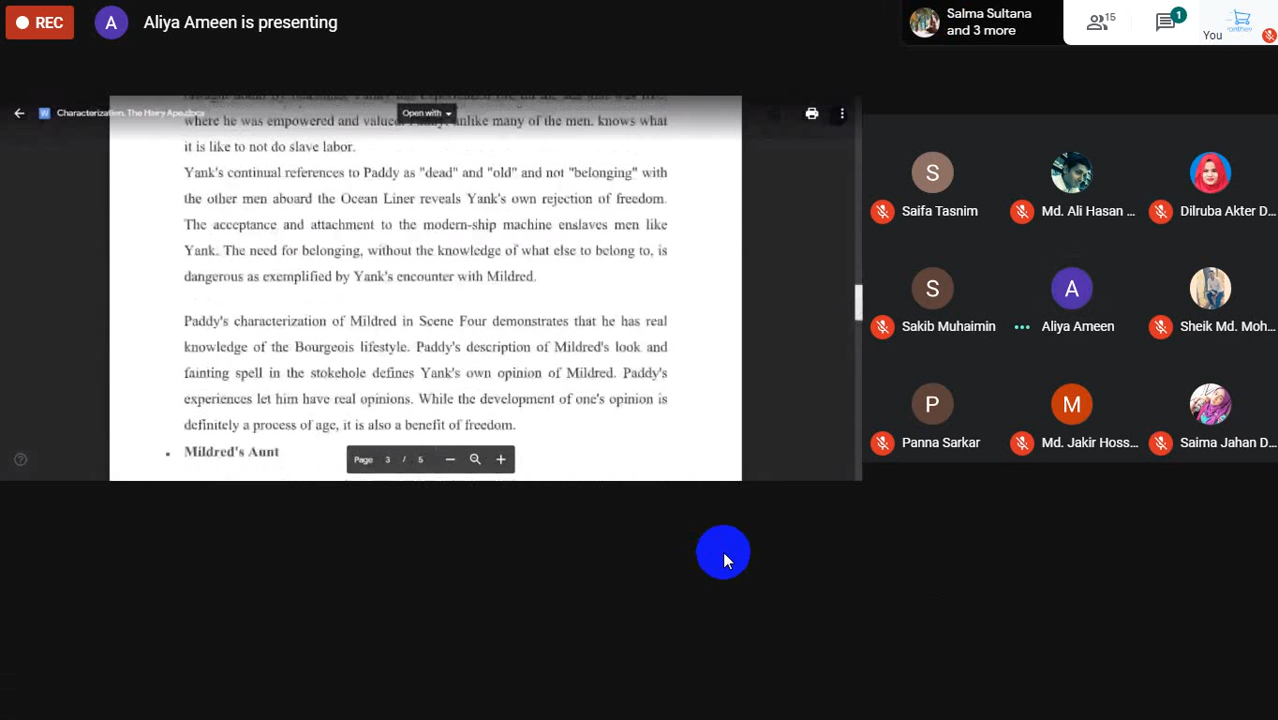 REC
A
Aliya Ameen is presenting
Salma Sultana
and 3 more
15
1
You
Characterization, The Hairy Ape.docx
Open with
where he was empowered and valued. Paddy, unlike many of the men. knows what
it is like to not do slave labor.
Yank's continual references to Paddy as "dead" and "old" and not "belonging" with
the other men aboard the Ocean Liner reveals Yank's own rejection of freedom.
The acceptance and attachment to the modern-ship machine enslaves men like
Yank. The need for belonging, without the knowledge of what else to belong to, is
dangerous as exemplified by Yank's encounter with Mildred.
Paddy's characterization of Mildred in Scene Four demonstrates that he has real
knowledge of the Bourgeois lifestyle. Paddy's description of Mildred's look and
fainting spell in the stokehole defines Yank's own opinion of Mildred. Paddy's
experiences let him have real opinions. While the development of one's opinion is
definitely a process of age, it is also a benefit of freedom.
• Mildred's Aunt
Page 3 / 5
S
Saifa Tasnim
Md. Ali Hasan ...
Dilruba Akter D...
S
Sakib Muhaimin
A
Aliya Ameen
Sheik Md. Moh...
P
Panna Sarkar
M
Md. Jakir Hoss...
Saima Jahan D...